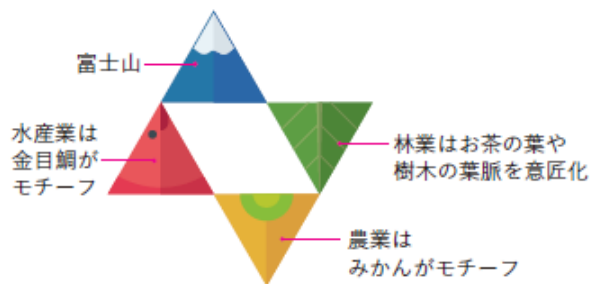 富士山
水産業は
金目鯛が
モチーフ
林業はお茶の葉や
樹木の葉脈を意匠化
農業は
みかんがモチーフ